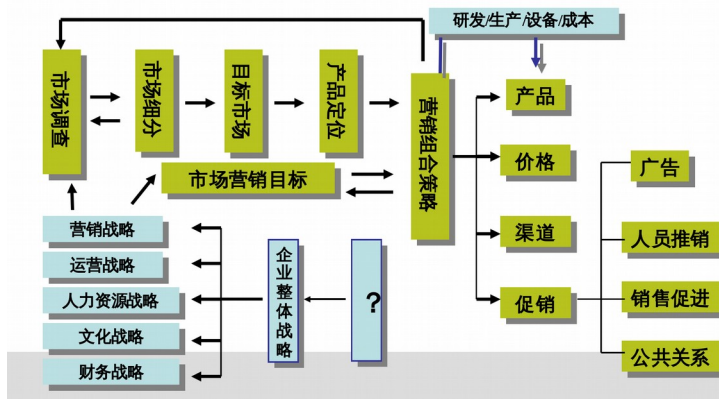 研发/生产/设备/成本
市场调查
市场细分
目标市场
产品定位
营销组合策略
产品
价格
渠道
促销
广告
人员推销
销售促进
公共关系
市场营销目标
营销战略
运营战略
人力资源战略
文化战略
财务战略
企业整体战略
？